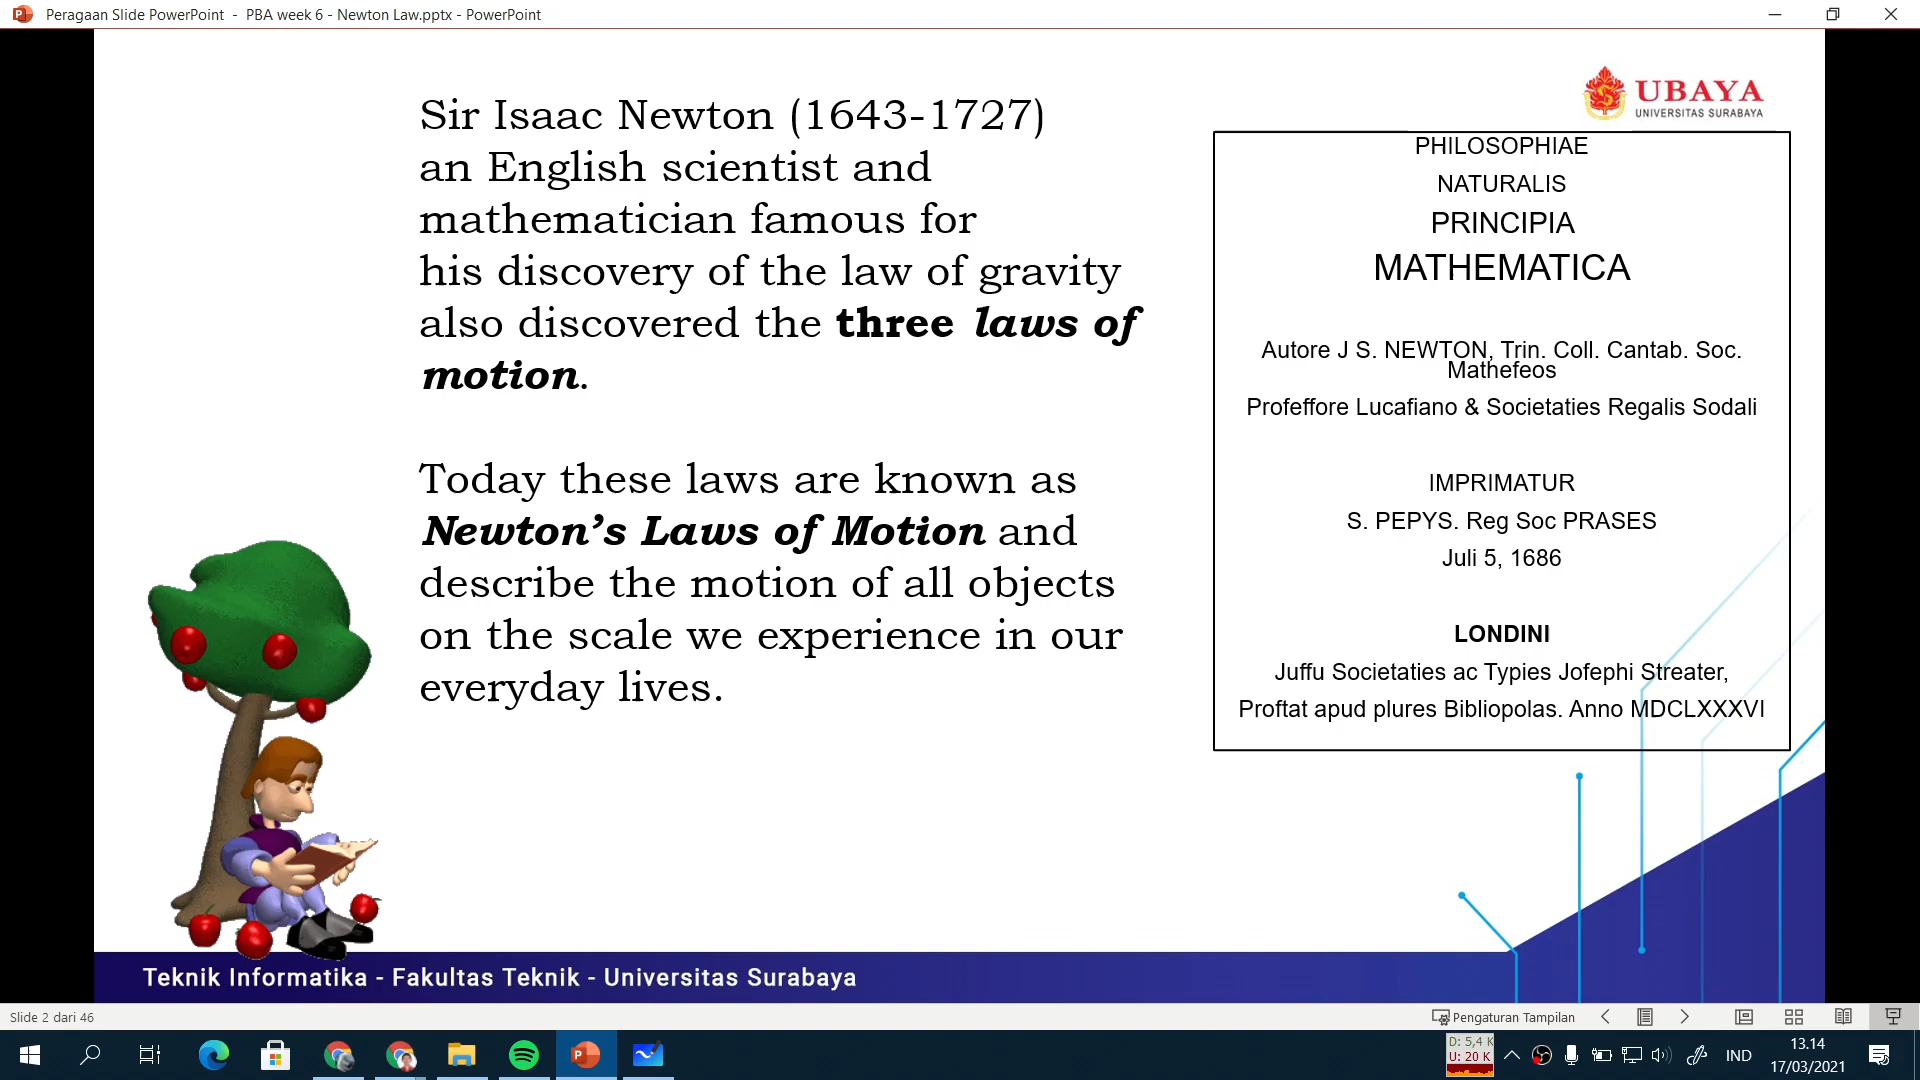 Peragaan Slide PowerPoint - PBA week 6 - Newton Law.pptx - PowerPoint
Sir Isaac Newton (1643-1727)
an English scientist and
mathematician famous for
his discovery of the law of gravity
also discovered the three laws of
motion.
Today these laws are known as
Newton's Laws of Motion and
describe the motion of all objects
on the scale we experience in our
everyday lives.
UBAYA
UNIVERSITAS SURABAYA
PHILOSOPHIAE
NATURALIS
PRINCIPIA
MATHEMATICA
Autore J S. NEWTON, Trin. Coll. Cantab. Soc.
Mathefeos
Profeffore Lucafiano & Societaties Regalis Sodali
IMPRIMATUR
S. PEPYS. Reg Soc PRASES
Juli 5, 1686
LONDINI
Juffu Societaties ac Typies Jofephi Streater,
Proftat apud plures Bibliopolas. Anno MDCLXXXVI
Teknik Informatika - Fakultas Teknik - Universitas Surabaya
Slide 2 dari 46
Pengaturan Tampilan
D: 5,4 K
U: 20 K
IND
13.14
17/03/2021